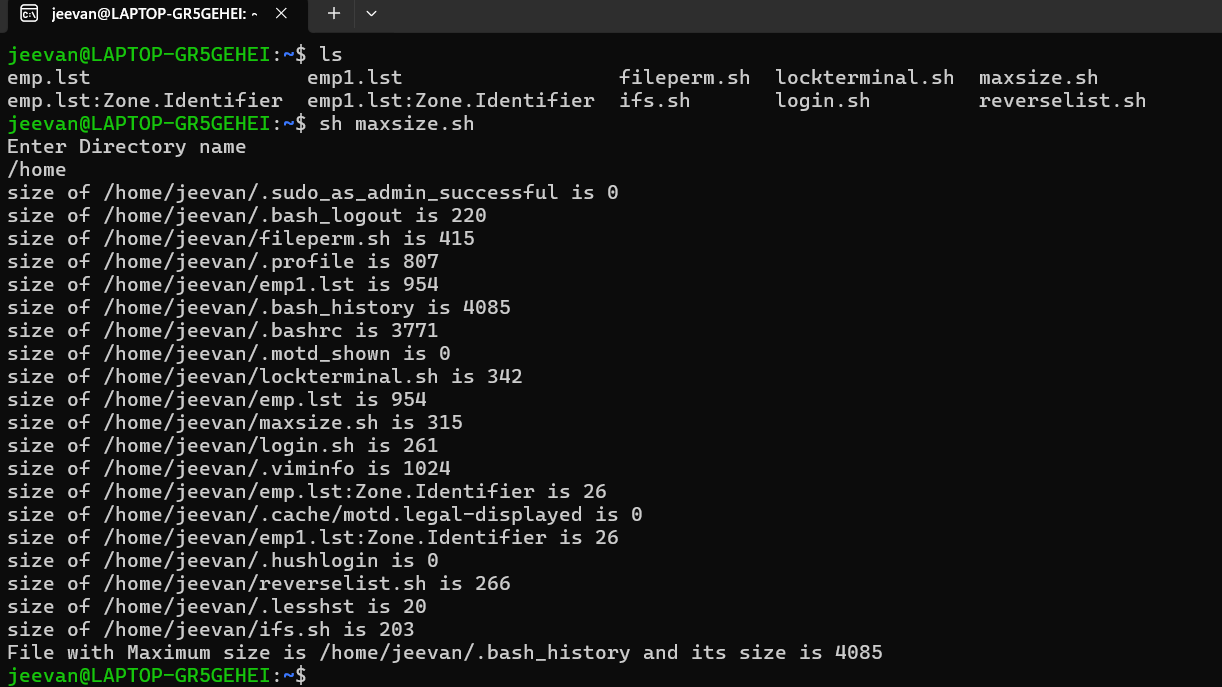 jeevan@LAPTOP-GR5GEHEI: ~
jeevan@LAPTOP-GR5GEHEI:~$ ls
emp.lst                  emp1.lst                  fileperm.sh  lockterminal.sh  maxsize.sh
emp.lst:Zone.Identifier  emp1.lst:Zone.Identifier  ifs.sh       login.sh         reverselist.sh
jeevan@LAPTOP-GR5GEHEI:~$ sh maxsize.sh
Enter Directory name
/home
size of /home/jeevan/.sudo_as_admin_successful is 0
size of /home/jeevan/.bash_logout is 220
size of /home/jeevan/fileperm.sh is 415
size of /home/jeevan/.profile is 807
size of /home/jeevan/emp1.lst is 954
size of /home/jeevan/.bash_history is 4085
size of /home/jeevan/.bashrc is 3771
size of /home/jeevan/.motd_shown is 0
size of /home/jeevan/lockterminal.sh is 342
size of /home/jeevan/emp.lst is 954
size of /home/jeevan/maxsize.sh is 315
size of /home/jeevan/login.sh is 261
size of /home/jeevan/.viminfo is 1024
size of /home/jeevan/emp.lst:Zone.Identifier is 26
size of /home/jeevan/.cache/motd.legal-displayed is 0
size of /home/jeevan/emp1.lst:Zone.Identifier is 26
size of /home/jeevan/.hushlogin is 0
size of /home/jeevan/reverselist.sh is 266
size of /home/jeevan/.lesshst is 20
size of /home/jeevan/ifs.sh is 203
File with Maximum size is /home/jeevan/.bash_history and its size is 4085
jeevan@LAPTOP-GR5GEHEI:~$